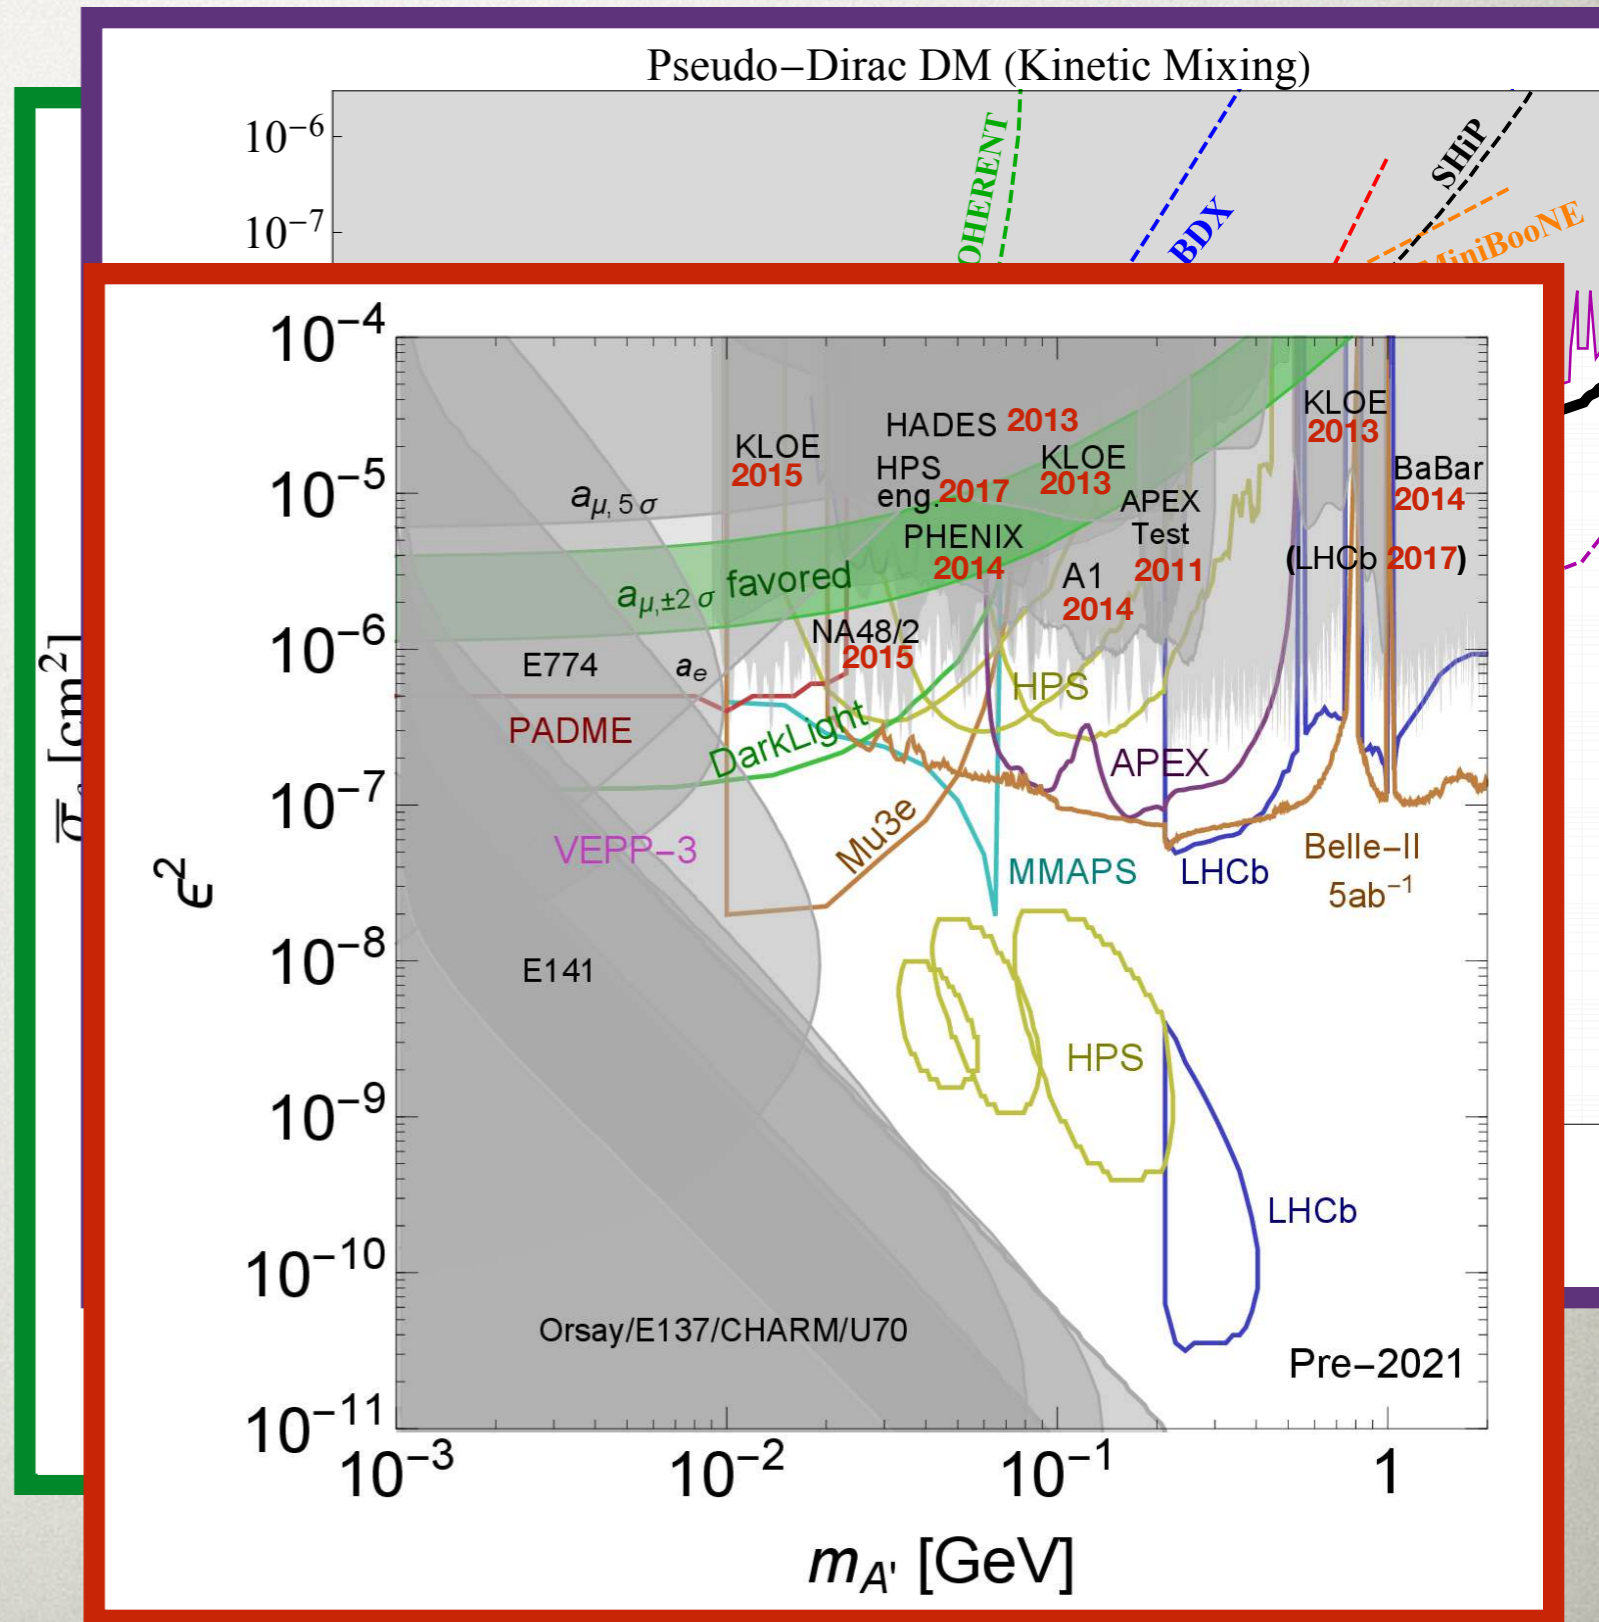 Pseudo−Dirac DM (Kinetic Mixing)
10−6
10−7
OHERENT
BDX
SHiP
MiniBooNE
[cm2]
10−4
10−5
10−6
10−7
10−8
10−9
10−10
10−11
ϵ2
KLOE
2015
HADES 2013
HPS
eng. 2017
KLOE
2013
KLOE
2013
BaBar
2014
aμ, 5 σ
APEX
Test
2011
PHENIX
2014
(LHCb 2017)
aμ,±2 σ favored
A1
2014
NA48/2
2015
E774
ae
HPS
PADME
DarkLight
APEX
VEPP−3
Mu3e
MMAPS
LHCb
Belle−II
5ab−1
E141
HPS
LHCb
Orsay/E137/CHARM/U70
Pre−2021
10−3
10−2
10−1
1
mA' [GeV]